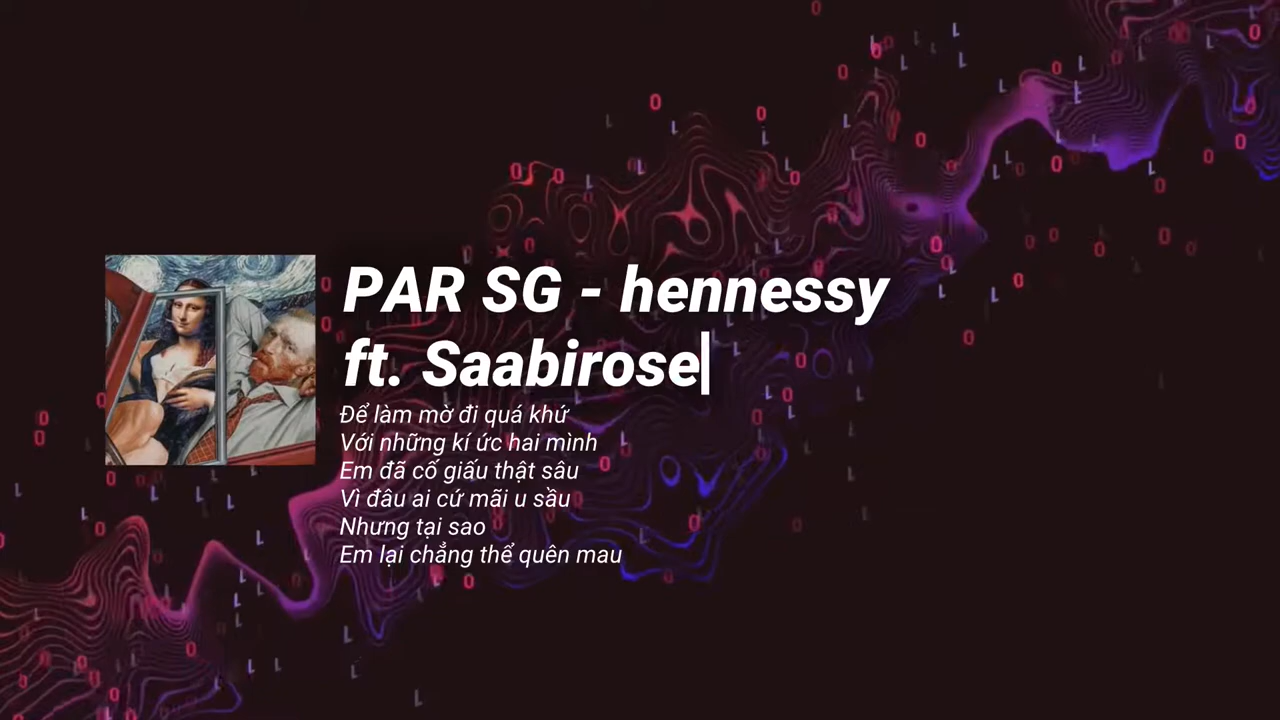 PAR SG - hennessy
ft. Saabirose
Để làm mờ đi quá khứ
Với những kí ức hai mình
Em đã cố giấu thật sâu
Vì đâu ai cứ mãi u sầu
Nhưng tại sao
Em lại chẳng thể quên mau